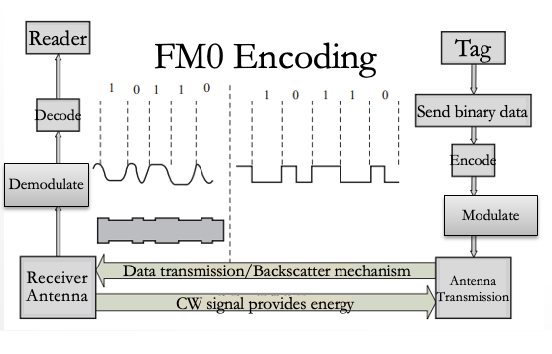 Reader
FM0 Encoding
Tag
1 0 1 1 0
1 0 1 1 0
Decode
Send binary data
Encode
Demodulate
Modulate
Receiver
Antenna
Data transmission/Backscatter mechanism
CW signal provides energy
Antenna
Transmission